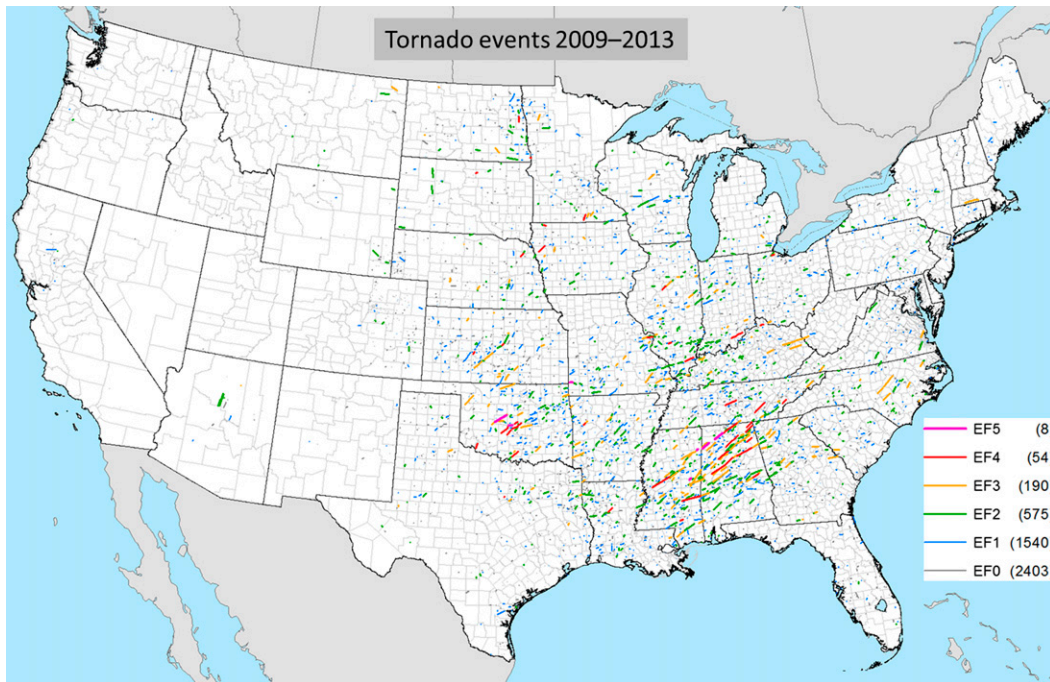 Tornado events 2009–2013
EF5 (8
EF4 (54
EF3 (190
EF2 (575
EF1 (1540
EF0 (2403